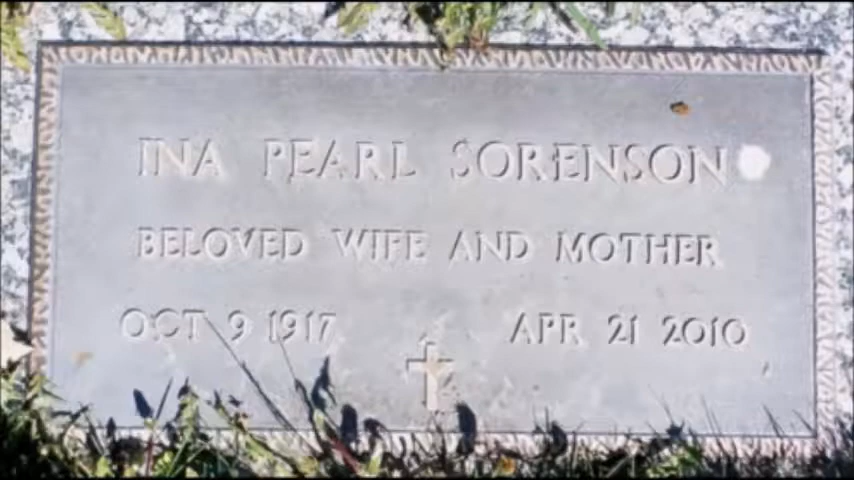 INA PEARL SORENSON
BELOVED WIFE AND MOTHER
OCT 9 1917 APR 21 2010